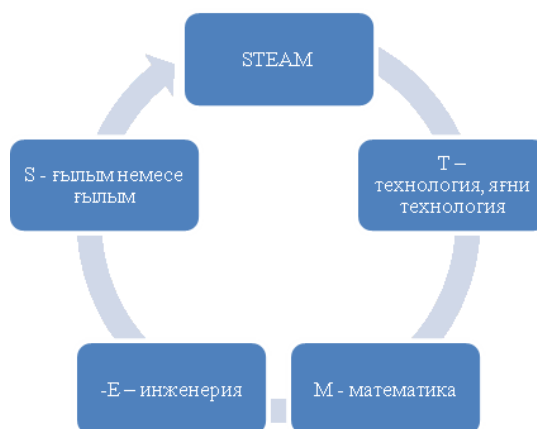 STEAM
T –
технология, яғни
технология
M - математика
-E – инженерия
S - ғылым немесе
ғылым